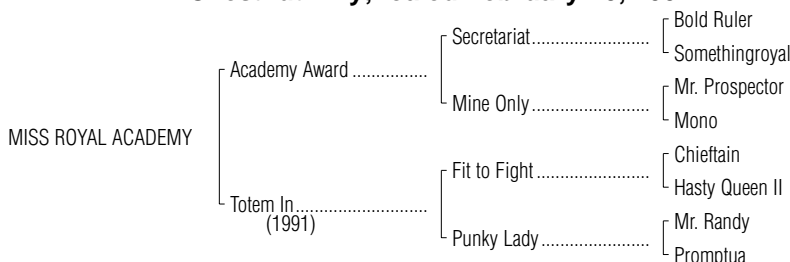 Bold Ruler
Secretariat
Somethingroyal
Academy Award
Mr. Prospector
Mine Only
Mono
MISS ROYAL ACADEMY
Chieftain
Fit to Fight
Hasty Queen II
Totem In
(1991)
Mr. Randy
Punky Lady
Promptua